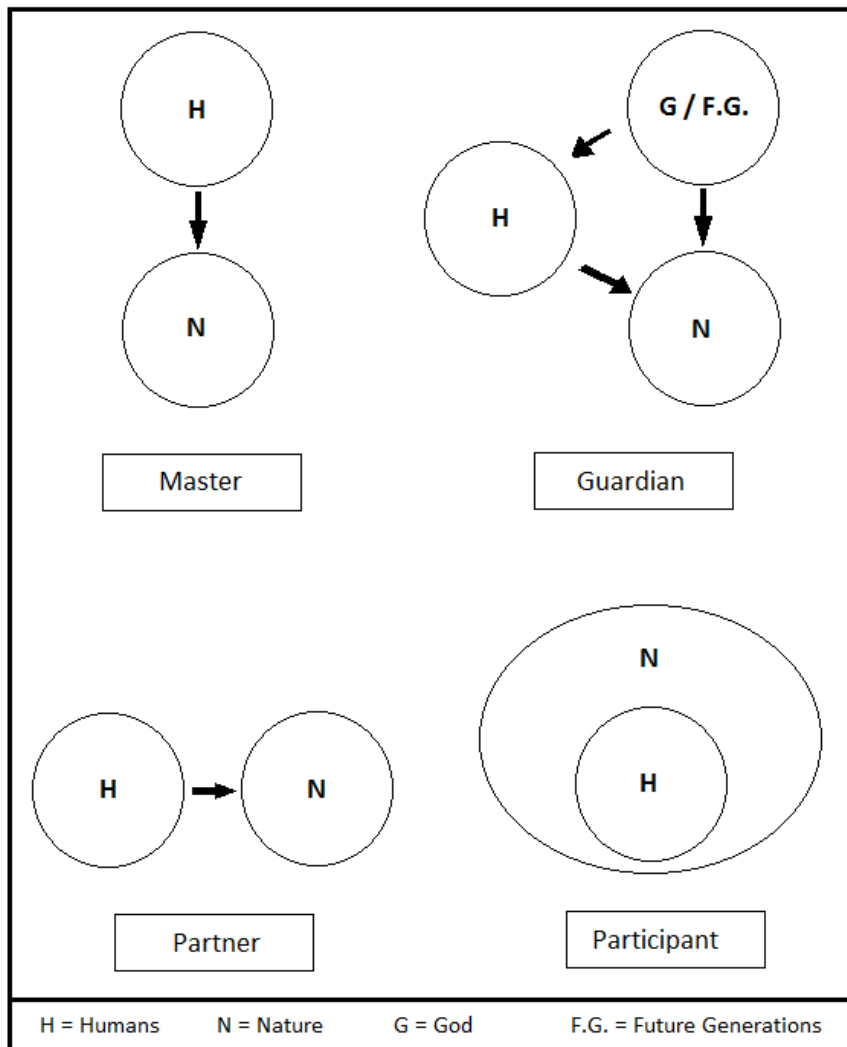 H
G / F.G.
H
N
N
Master
Guardian
N
H
N
H
Partner
Participant
H = Humans N = Nature G = God F.G. = Future Generations